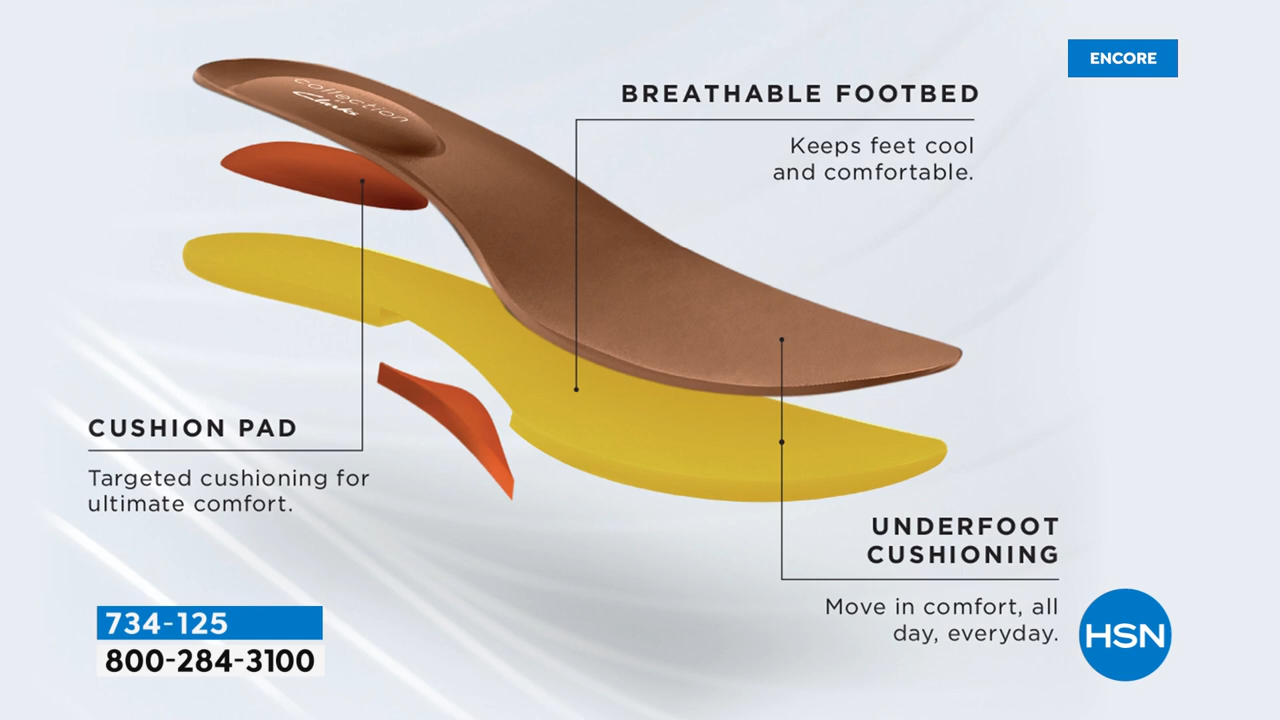 ENCORE
collection
by
Clarks
BREATHABLE FOOTBED
Keeps feet cool
and comfortable.
CUSHION PAD
Targeted cushioning for
ultimate comfort.
UNDERFOOT
CUSHIONING
Move in comfort, all
day, everyday.
734-125
800-284-3100
HSN